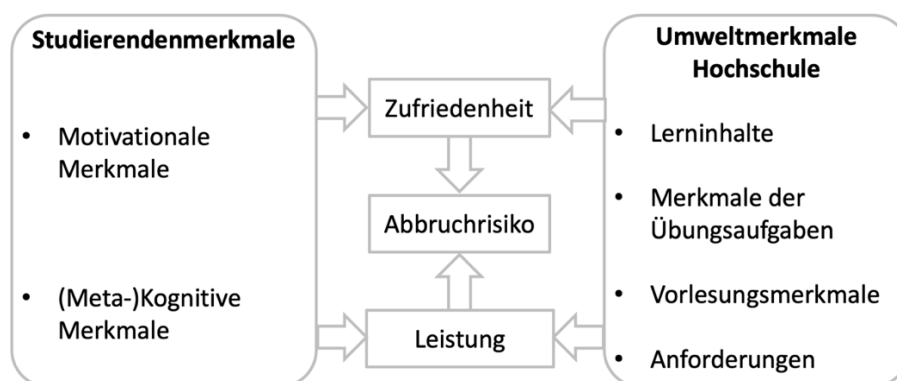 Studierendenmerkmale
• Motivationale
Merkmale
• (Meta-)Kognitive
Merkmale
Zufriedenheit
Abbruchrisiko
Leistung
Umweltmerkmale
Hochschule
• Lerninhalte
• Merkmale der
Übungsaufgaben
• Vorlesungsmerkmale
• Anforderungen